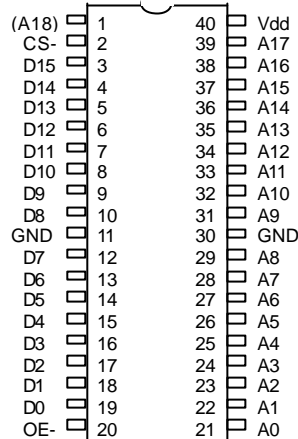 (A18) 1 40 Vdd
CS- 2 39 A17
D15 3 38 A16
D14 4 37 A15
D13 5 36 A14
D12 6 35 A13
D11 7 34 A12
D10 8 33 A11
D9 9 32 A10
D8 10 31 A9
GND 11 30 GND
D7 12 29 A8
D6 13 28 A7
D5 14 27 A6
D4 15 26 A5
D3 16 25 A4
D2 17 24 A3
D1 18 23 A2
D0 19 22 A1
OE- 20 21 A0